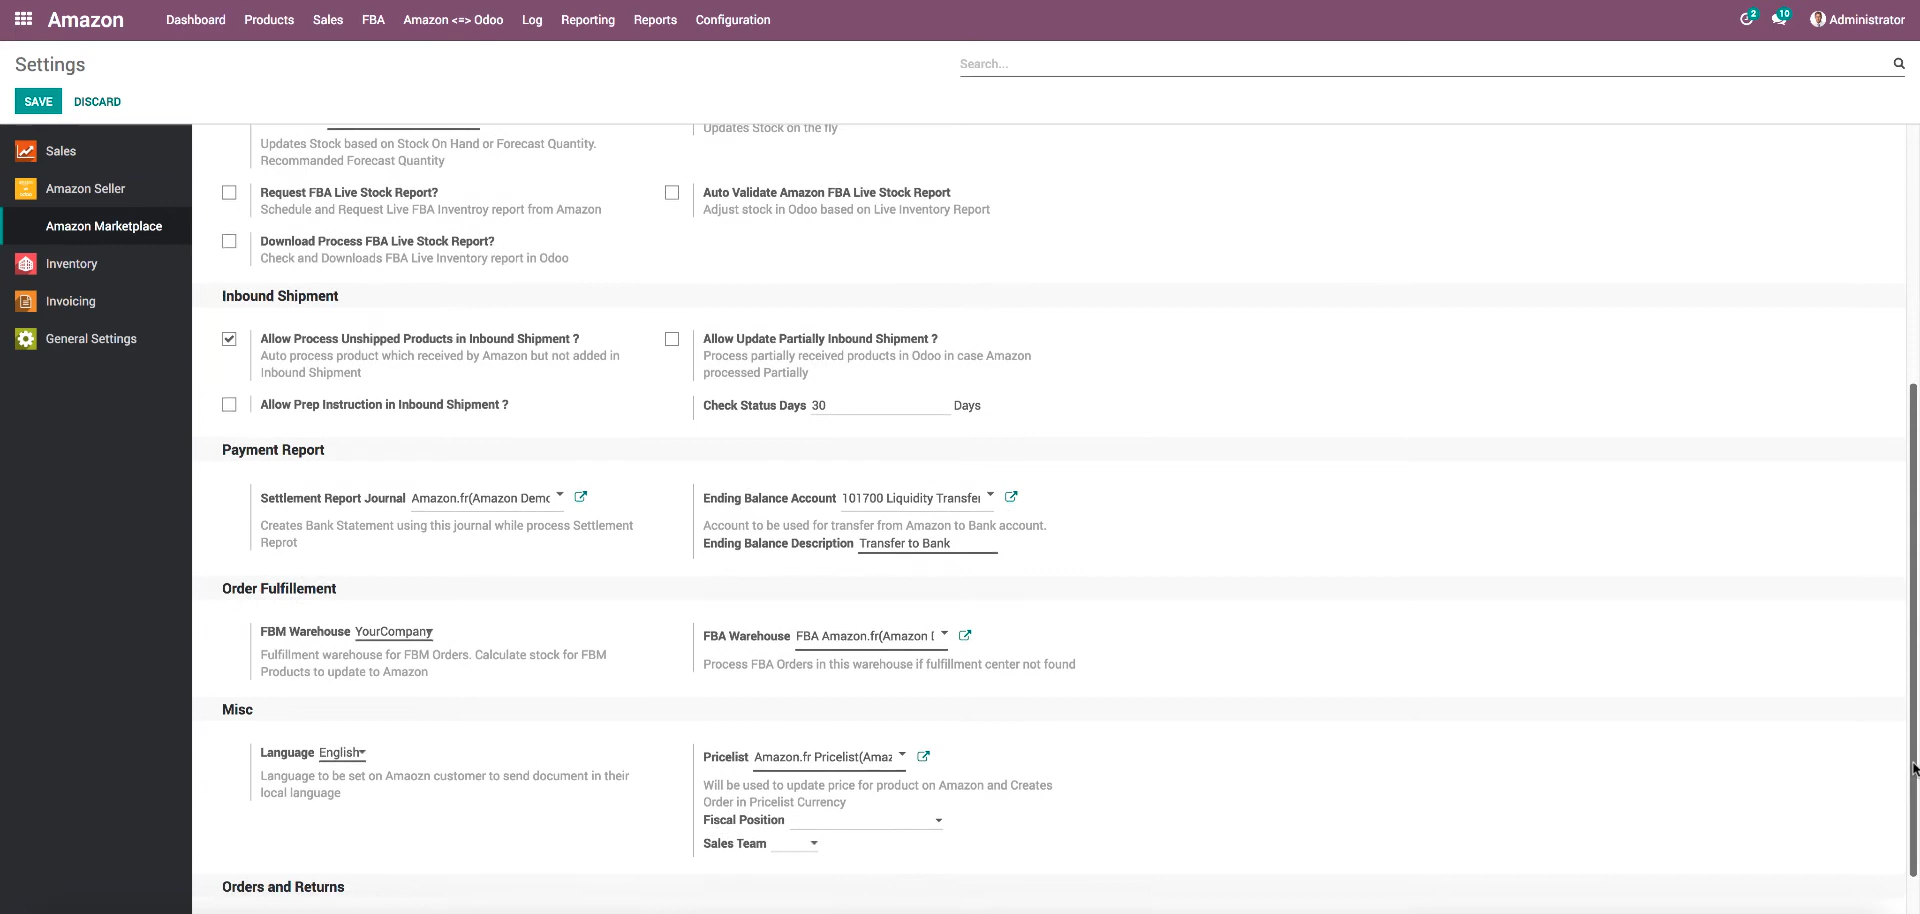 Amazon
Dashboard
Products
Sales
FBA
Amazon <=> Odoo
Log
Reporting
Reports
Configuration
2
10
Administrator
Settings
Search...
SAVE
DISCARD
Sales
Amazon Seller
Amazon Marketplace
Inventory
Invoicing
General Settings
Updates Stock based on Stock On Hand or Forecast Quantity.
Recommanded Forecast Quantity
Updates Stock on the fly
Request FBA Live Stock Report?
Schedule and Request Live FBA Inventroy report from Amazon
Auto Validate Amazon FBA Live Stock Report
Adjust stock in Odoo based on Live Inventory Report
Download Process FBA Live Stock Report?
Check and Downloads FBA Live Inventory report in Odoo
Inbound Shipment
Allow Process Unshipped Products in Inbound Shipment ?
Auto process product which received by Amazon but not added in
Inbound Shipment
Allow Update Partially Inbound Shipment ?
Process partially received products in Odoo in case Amazon
processed Partially
Allow Prep Instruction in Inbound Shipment ?
Check Status Days 30 Days
Payment Report
Settlement Report Journal Amazon.fr(Amazon Demc
Creates Bank Statement using this journal while process Settlement
Reprot
Ending Balance Account 101700 Liquidity Transfer
Account to be used for transfer from Amazon to Bank account.
Ending Balance Description Transfer to Bank
Order Fulfillment
FBM Warehouse YourCompany
Fulfillment warehouse for FBM Orders. Calculate stock for FBM
Products to update to Amazon
FBA Warehouse FBA Amazon.fr(Amazon [
Process FBA Orders in this warehouse if fulfillment center not found
Misc
Language English
Language to be set on Amaozn customer to send document in their
local language
Pricelist Amazon.fr Pricelist(Amaz
Will be used to update price for product on Amazon and Creates
Order in Pricelist Currency
Fiscal Position
Sales Team
Orders and Returns